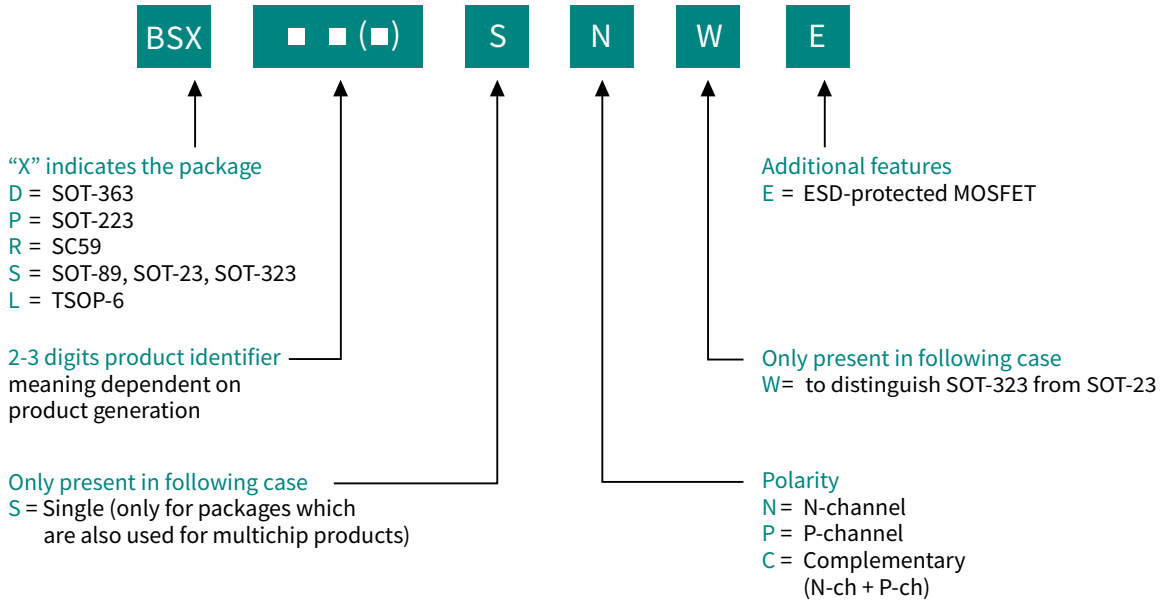 BSX ■ ■ (■) S N W E
“X” indicates the package
D = SOT-363
P = SOT-223
R = SC59
S = SOT-89, SOT-23, SOT-323
L = TSOP-6
2-3 digits product identifier
meaning dependent on
product generation
Only present in following case
S = Single (only for packages which
are also used for multichip products)
Additional features
E = ESD-protected MOSFET
Only present in following case
W= to distinguish SOT-323 from SOT-23
Polarity
N = N-channel
P = P-channel
C = Complementary
(N-ch + P-ch)